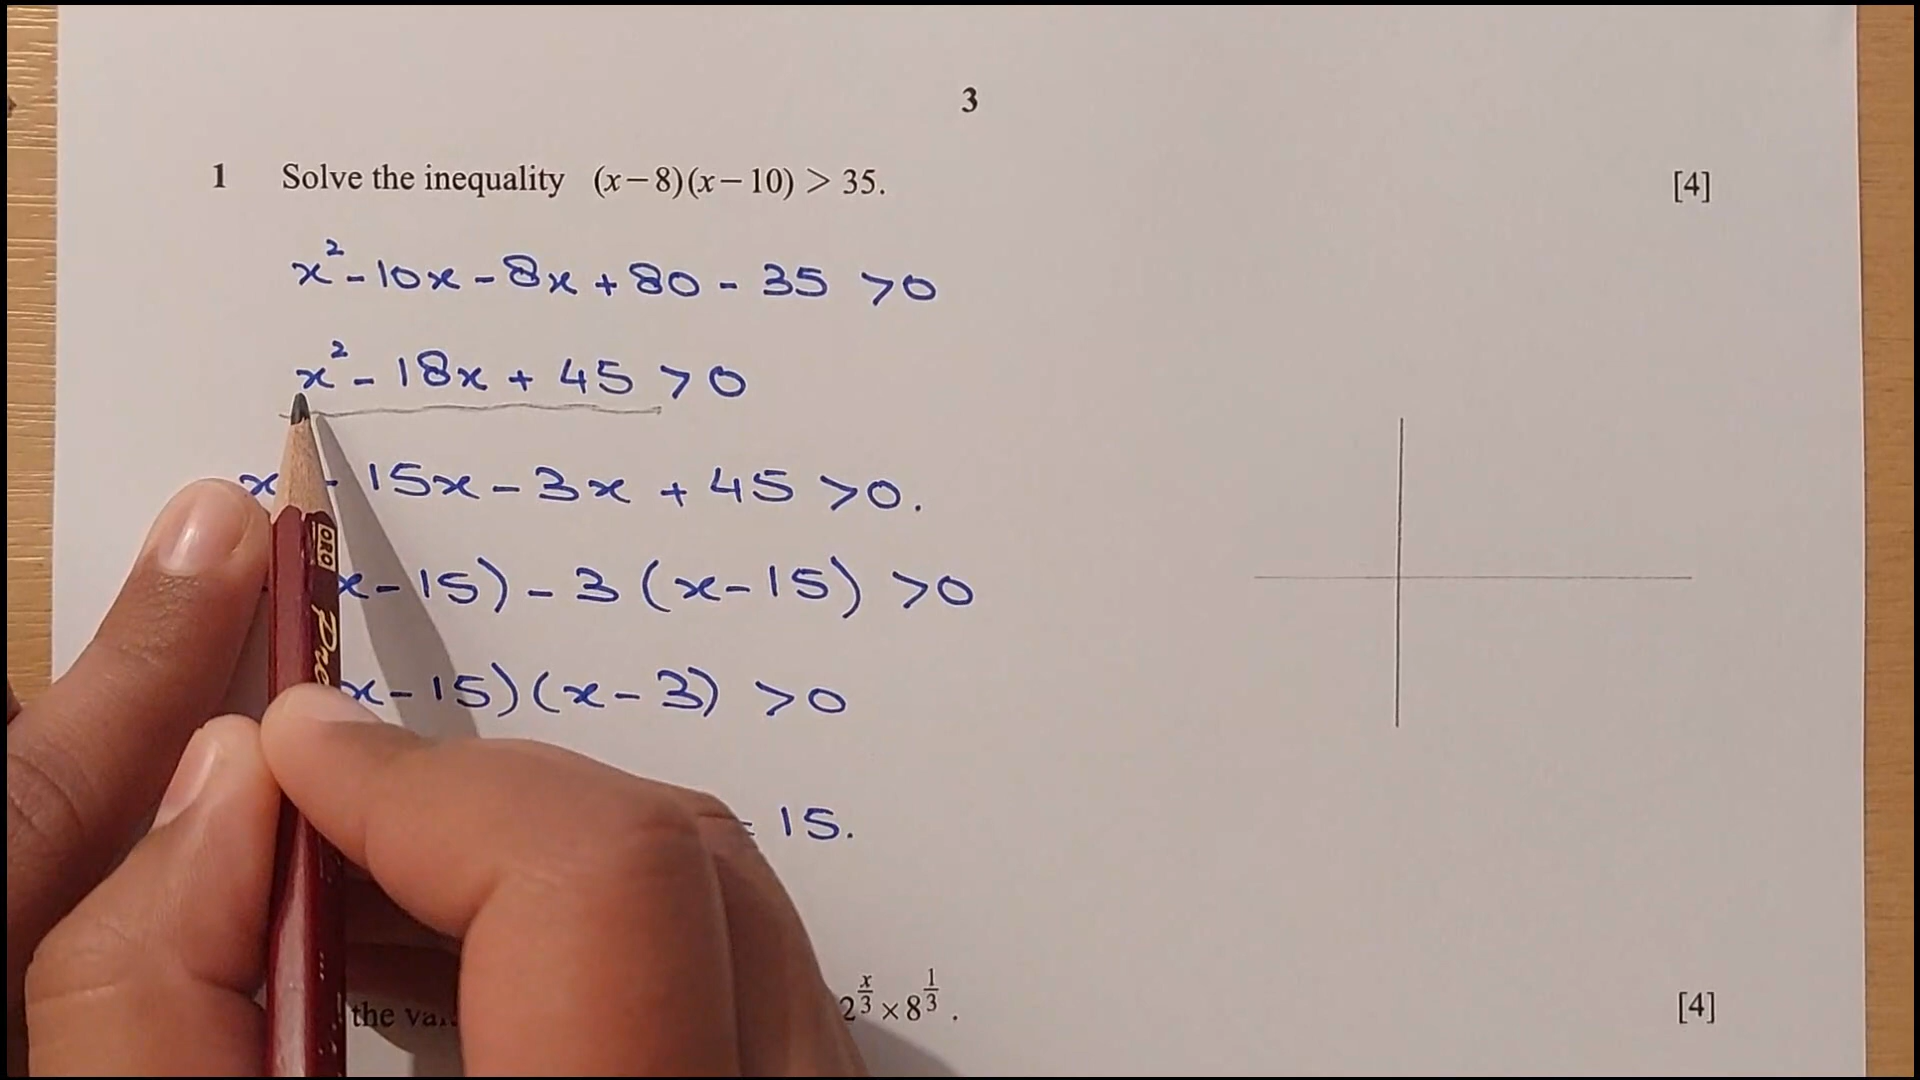 3
1 Solve the inequality (x−8)(x−10) > 35. [4]
x² - 10x - 8x + 80 - 35 >0
x² - 18x + 45 >0
x - 15x - 3x + 45 >0.
x-15) - 3 (x-15) >0
x-15)(x-3) >0
= 15.
ORO
the 2^{x/3} × 8^{1/3} . [4]